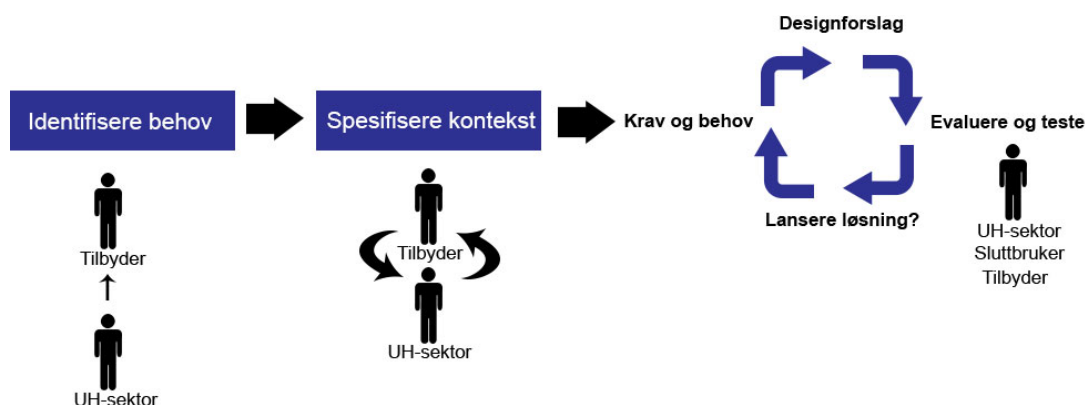 Identifisere behov
Tilbyder
UH-sektor
Spesifisere kontekst
Tilbyder
UH-sektor
Krav og behov
Designforslag
Evaluere og teste
Lansere løsning?
UH-sektor
Sluttbruker
Tilbyder